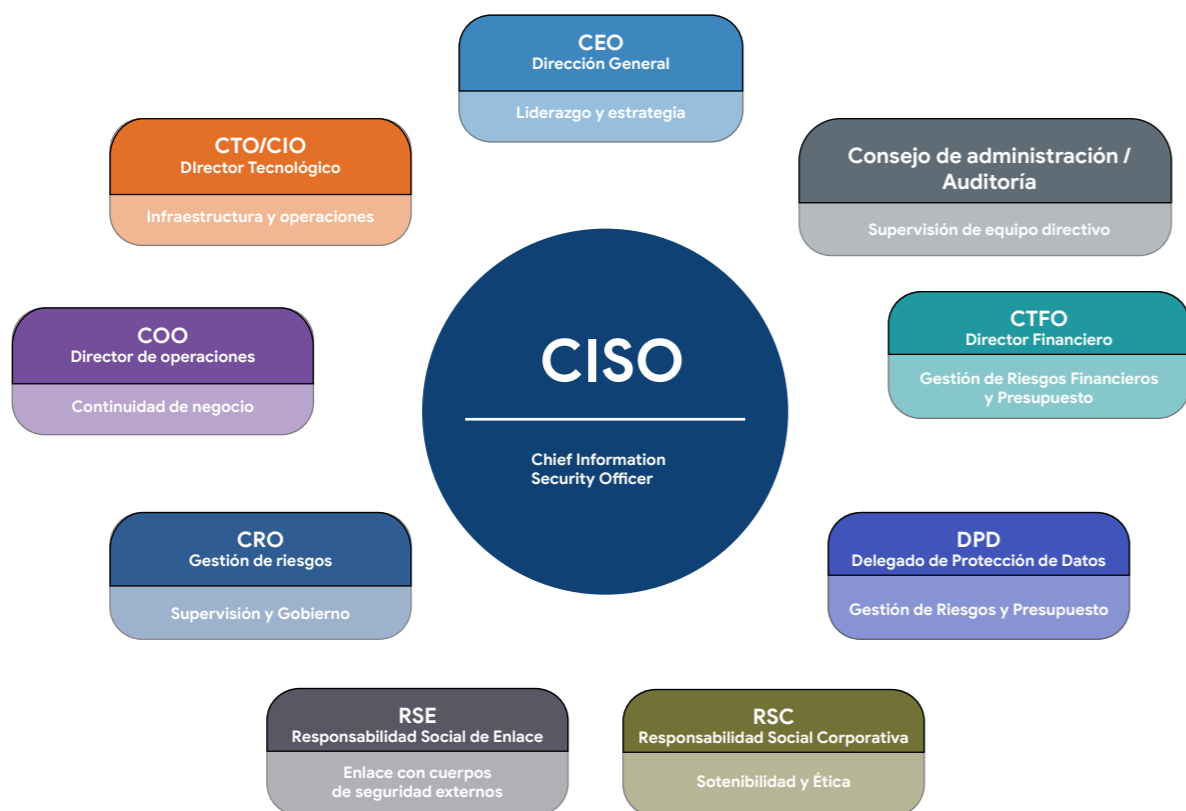 CEO
Dirección General
Liderazgo y estrategia
CTO/CIO
DIrector Tecnológico
Infraestructura y operaciones
Consejo de administración /
Auditoría
Supervisión de equipo directivo
COO
Director de operaciones
Continuidad de negocio
CISO
Chief Information
Security Officer
CTFO
Director Financiero
Gestión de Riesgos Financieros
y Presupuesto
CRO
Gestión de riesgos
Supervisión y Gobierno
DPD
Delegado de Protección de Datos
Gestión de Riesgos y Presupuesto
RSE
Responsabilidad Social de Enlace
Enlace con cuerpos
de seguridad externos
RSC
Responsabilidad Social Corporativa
Sotenibilidad y Ética